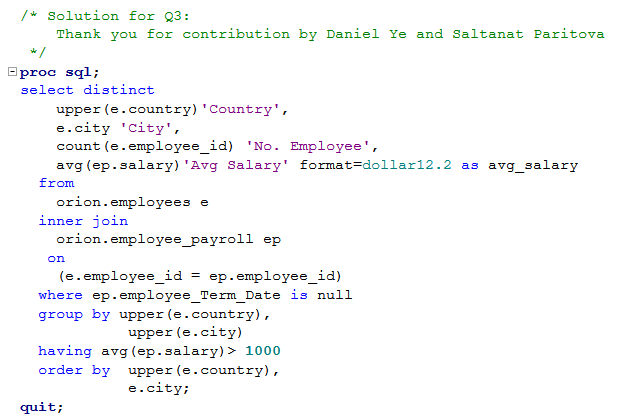 /* Solution for Q3:
    Thank you for contribution by Daniel Ye and Saltanat Paritova
 */
proc sql;
select distinct
    upper(e.country)'Country',
    e.city 'City',
    count(e.employee_id) 'No. Employee',
    avg(ep.salary)'Avg Salary' format=dollar12.2 as avg_salary
  from
    orion.employees e
  inner join
    orion.employee_payroll ep
   on
    (e.employee_id = ep.employee_id)
  where ep.employee_Term_Date is null
  group by upper(e.country),
            upper(e.city)
  having avg(ep.salary)> 1000
  order by  upper(e.country),
            e.city;
quit;